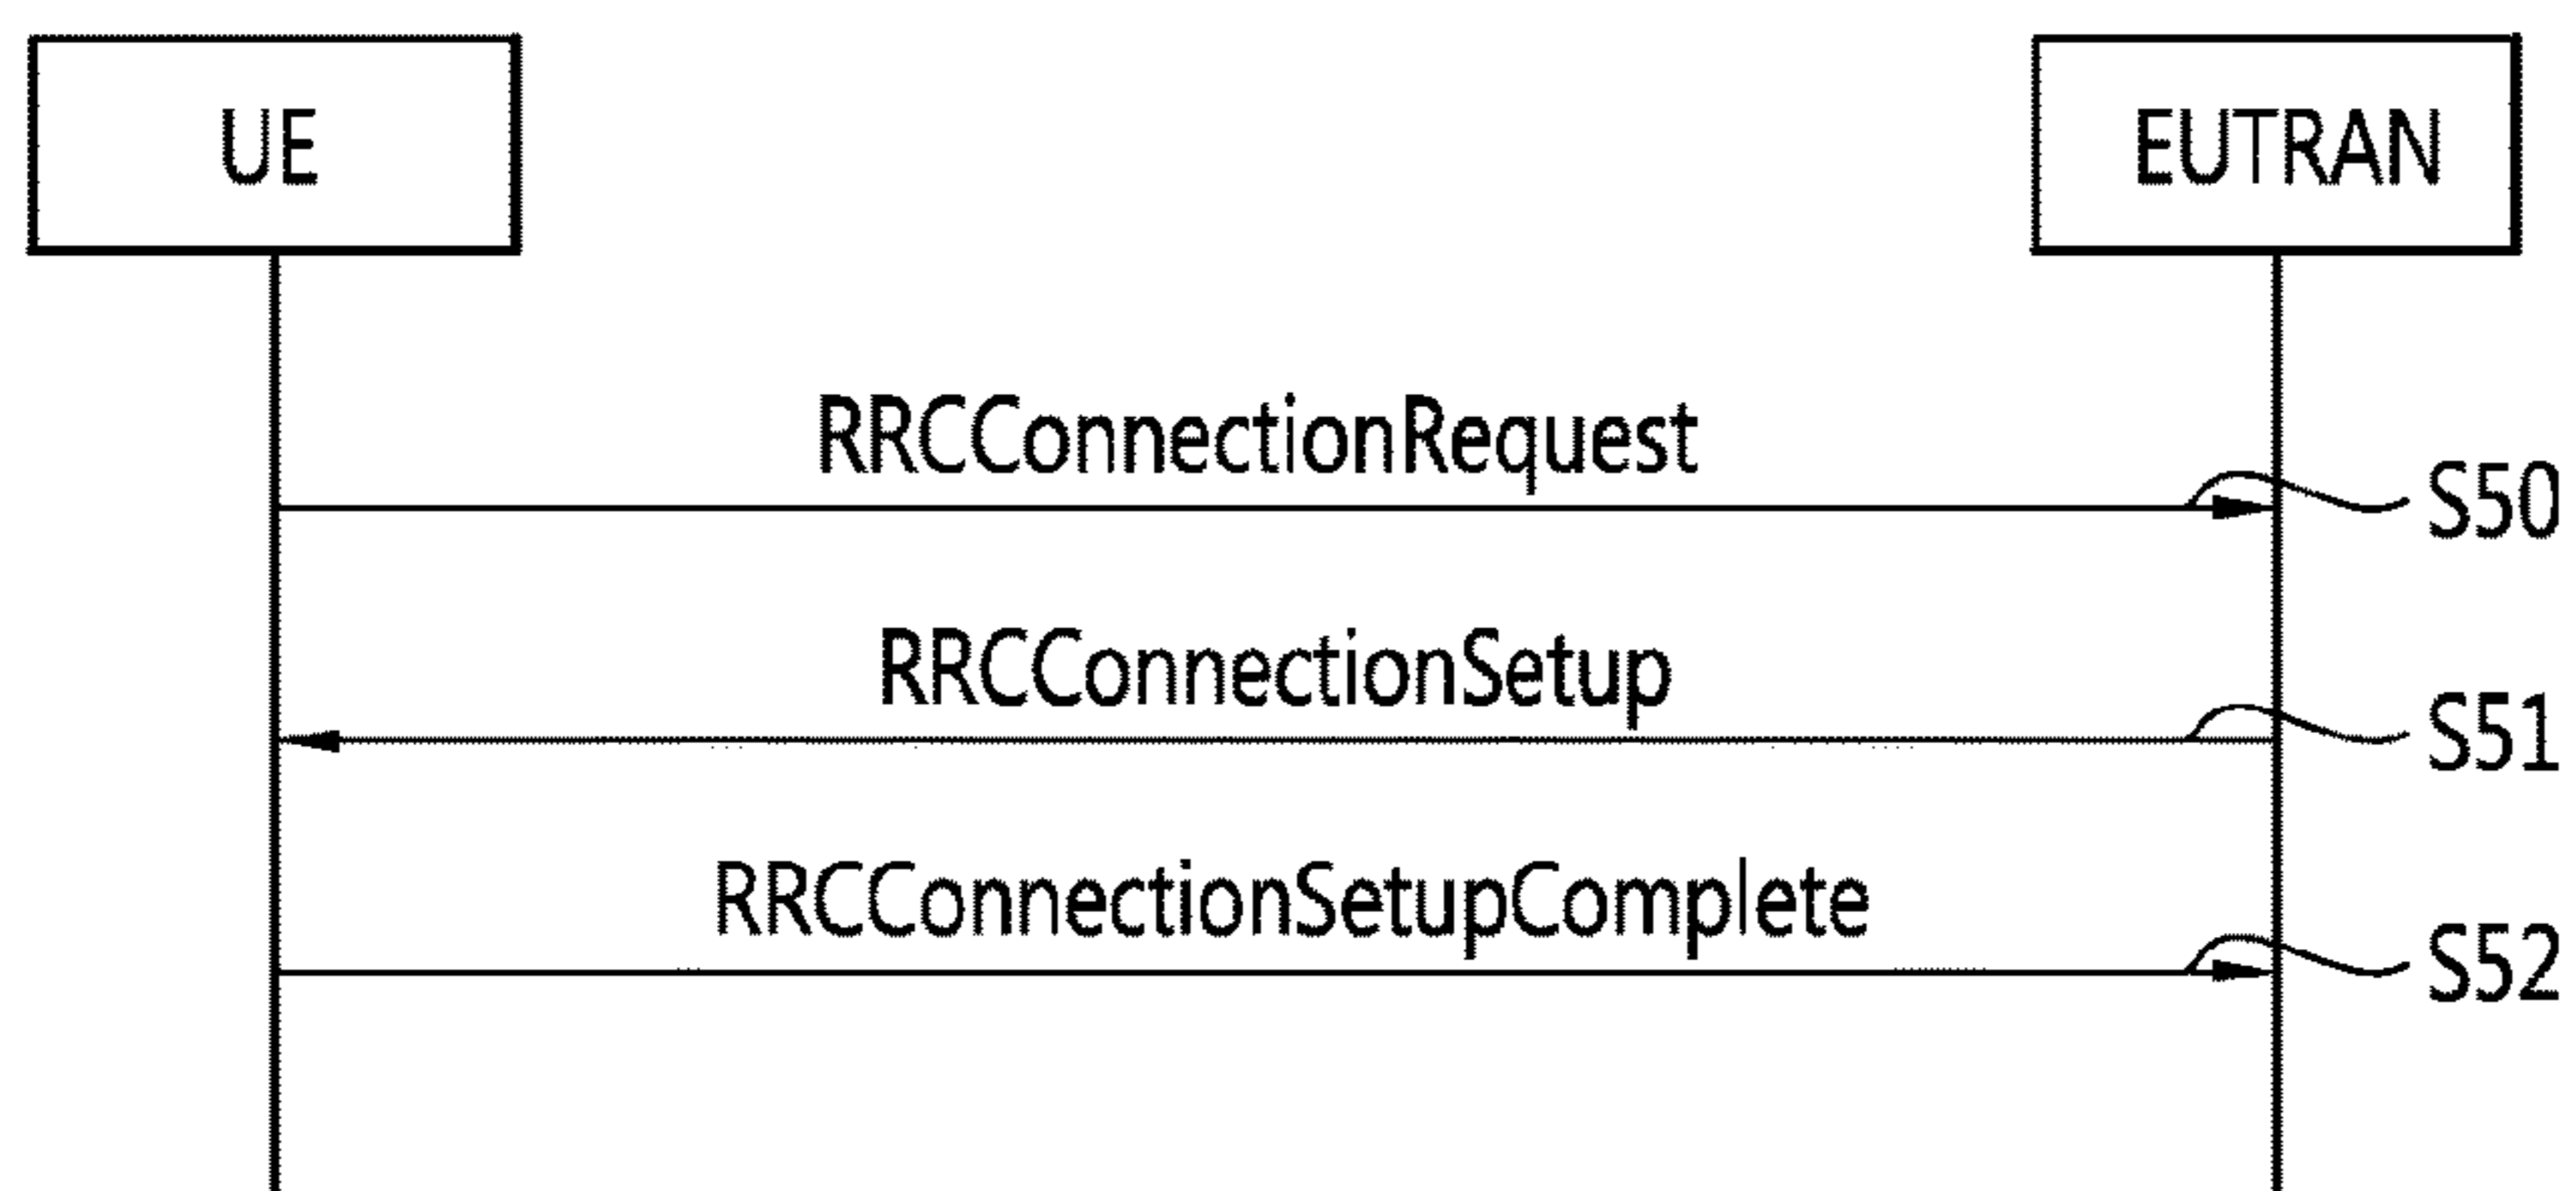 UE
EUTRAN
RRCConnectionRequest
S50
RRCConnectionSetup
S51
RRCConnectionSetupComplete
S52